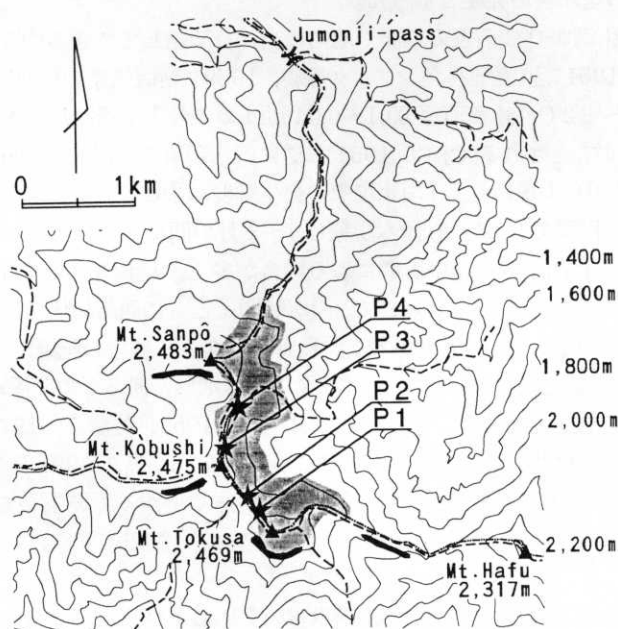 Jumonji-pass
0 1km
1,400m
1,600m
Mt.Sanpô
2,483m
P4
P3
1,800m
P2
2,000m
P1
Mt.Kobushi
2,475m
Mt.Tokusa
2,469m
2,200m
Mt.Hafu
2,317m